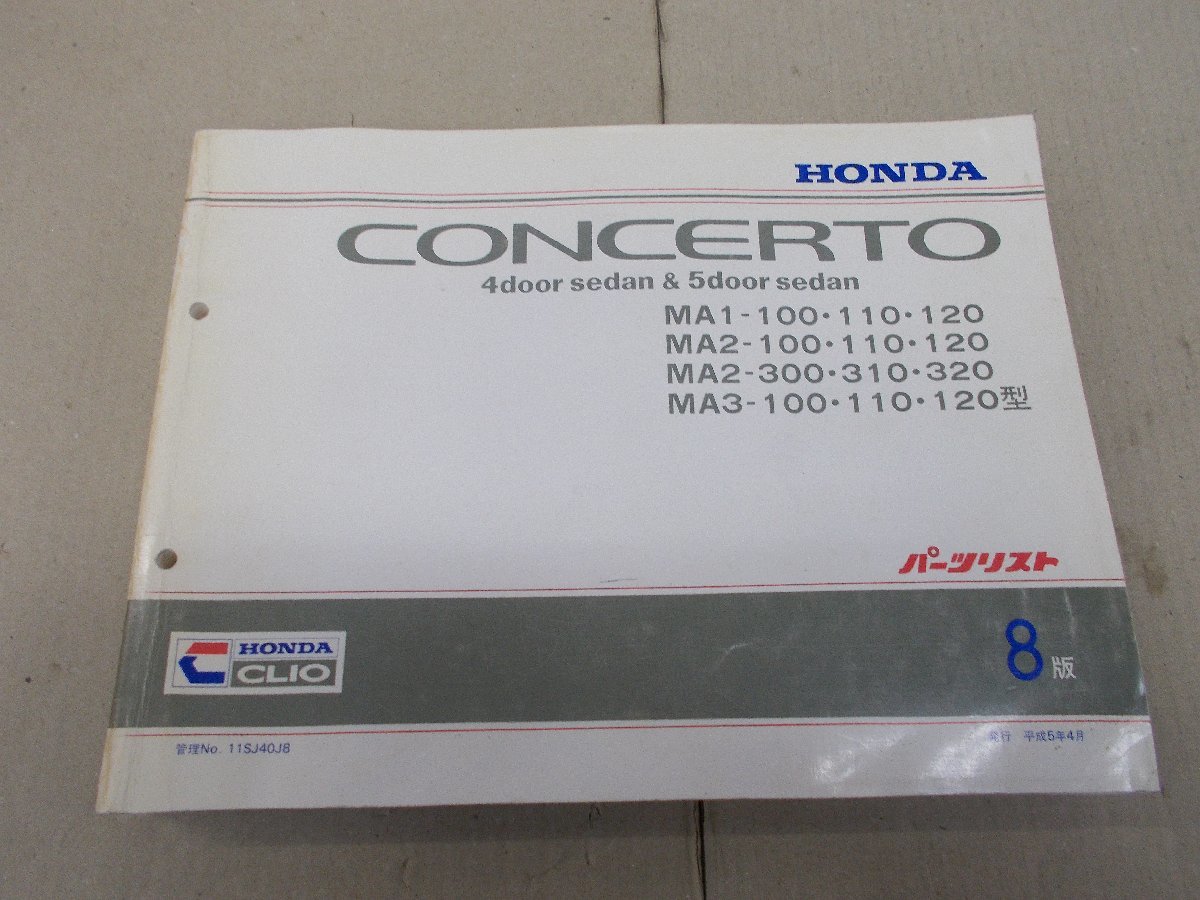 HONDA
CONCERTO
4door sedan & 5door sedan
MA1-100・110・120
MA2-100・110・120
MA2-300・310・320
MA3-100・110・120型
パーツリスト
HONDA
CLIO
8版
管理No. 11SJ40J8
発行 平成5年4月